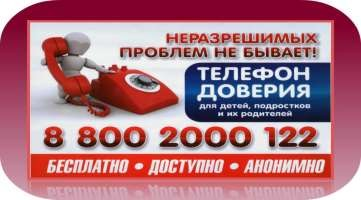 НЕРАЗРЕШИМЫХ
ПРОБЛЕМ НЕ БЫВАЕТ!
ТЕЛЕФОН
ДОВЕРИЯ
для детей, подростков
и их родителей
8 800 2000 122
БЕСПЛАТНО • ДОСТУПНО • АНОНИМНО